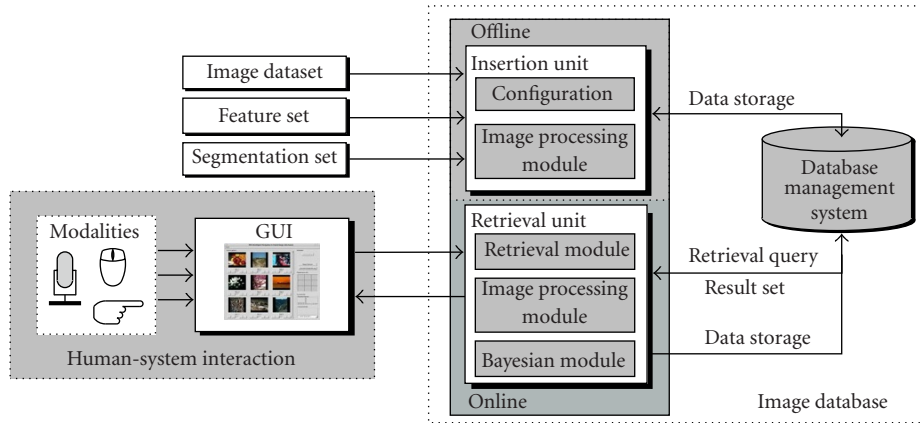 Offline
Insertion unit
Configuration
Image processing
module
Image dataset
Feature set
Segmentation set
Data storage
Database
management
system
Modalities
GUI
Human-system interaction
Retrieval unit
Retrieval module
Image processing
module
Bayesian module
Online
Retrieval query
Result set
Data storage
Image database